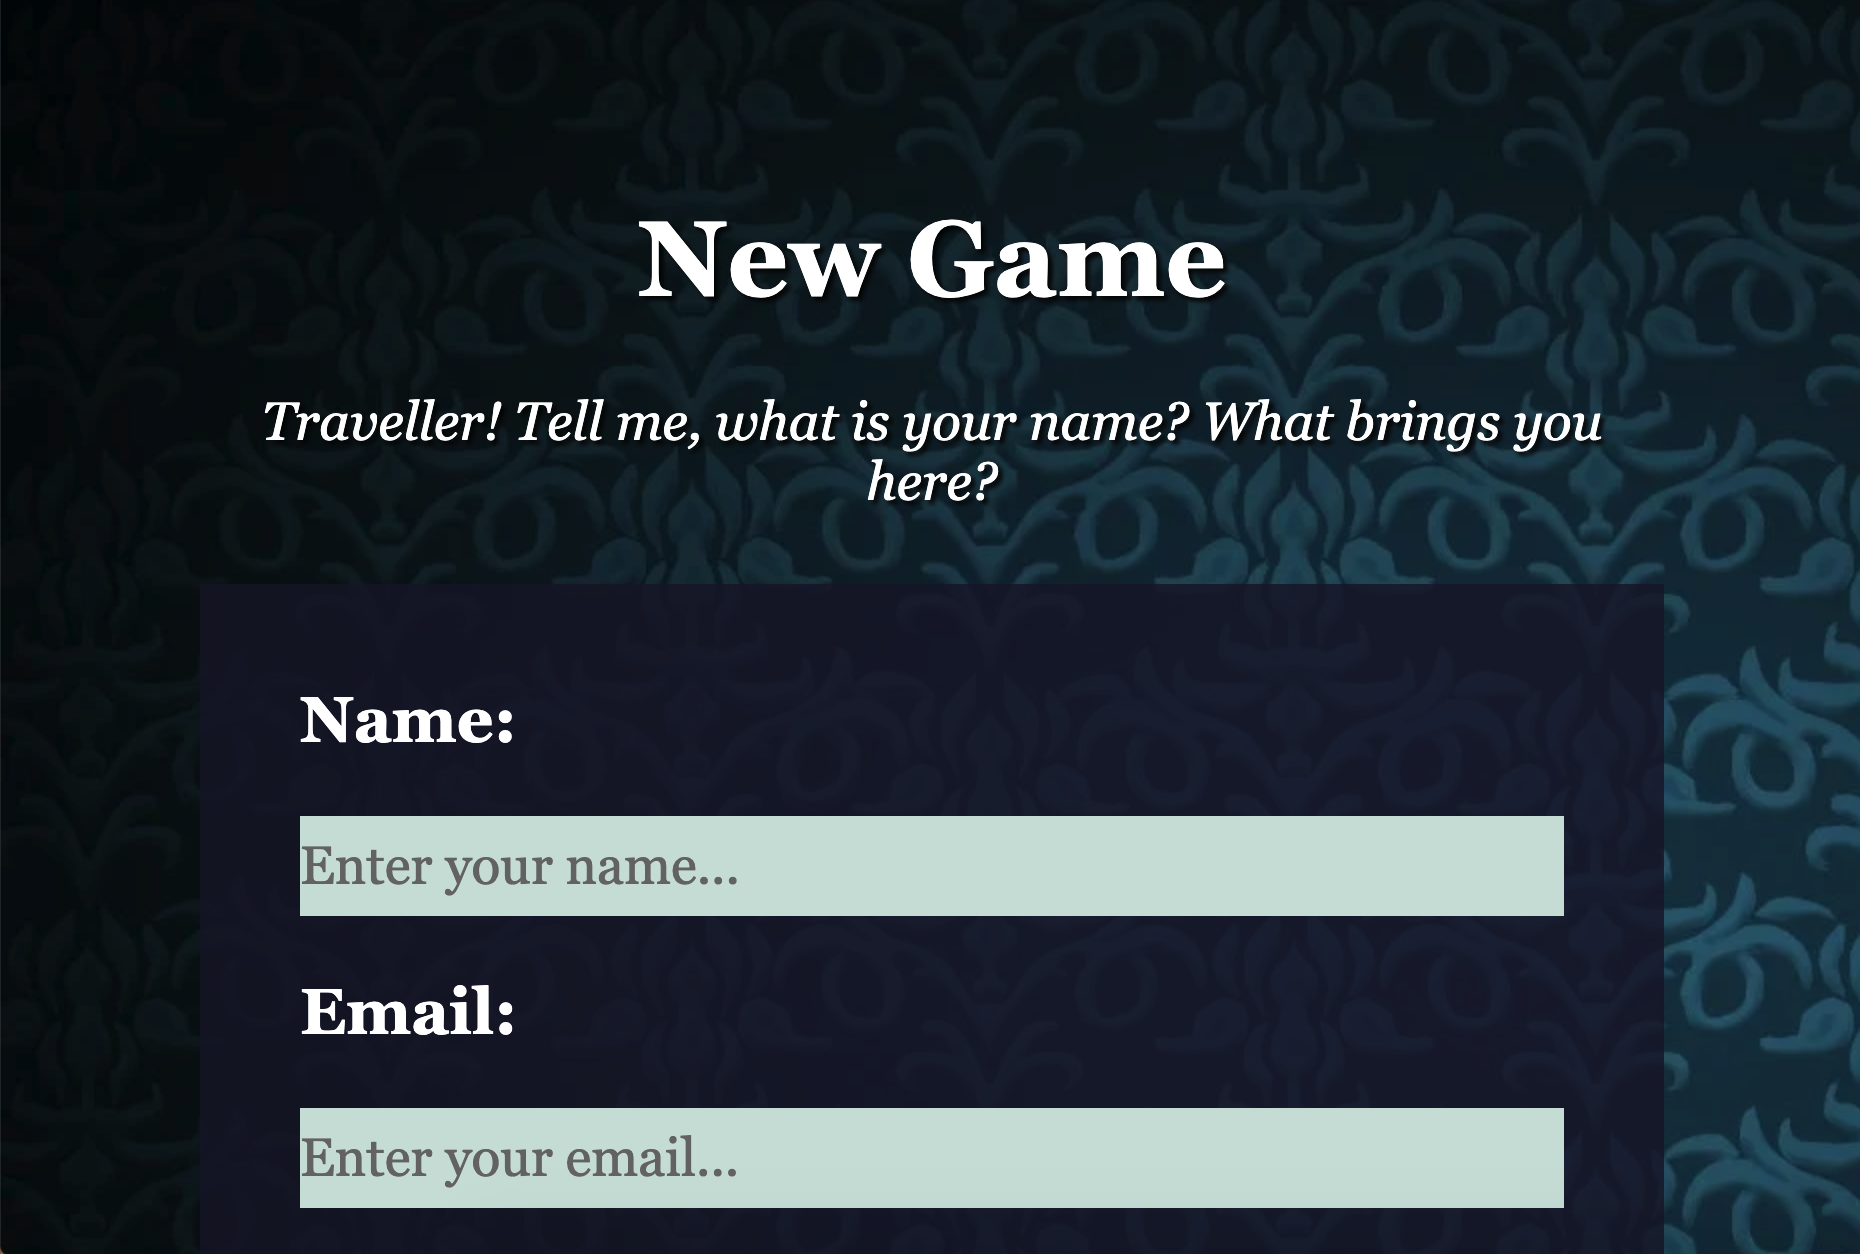 New Game
Traveller! Tell me, what is your name? What brings you
here?
Name:
Enter your name...
Email:
Enter your email...